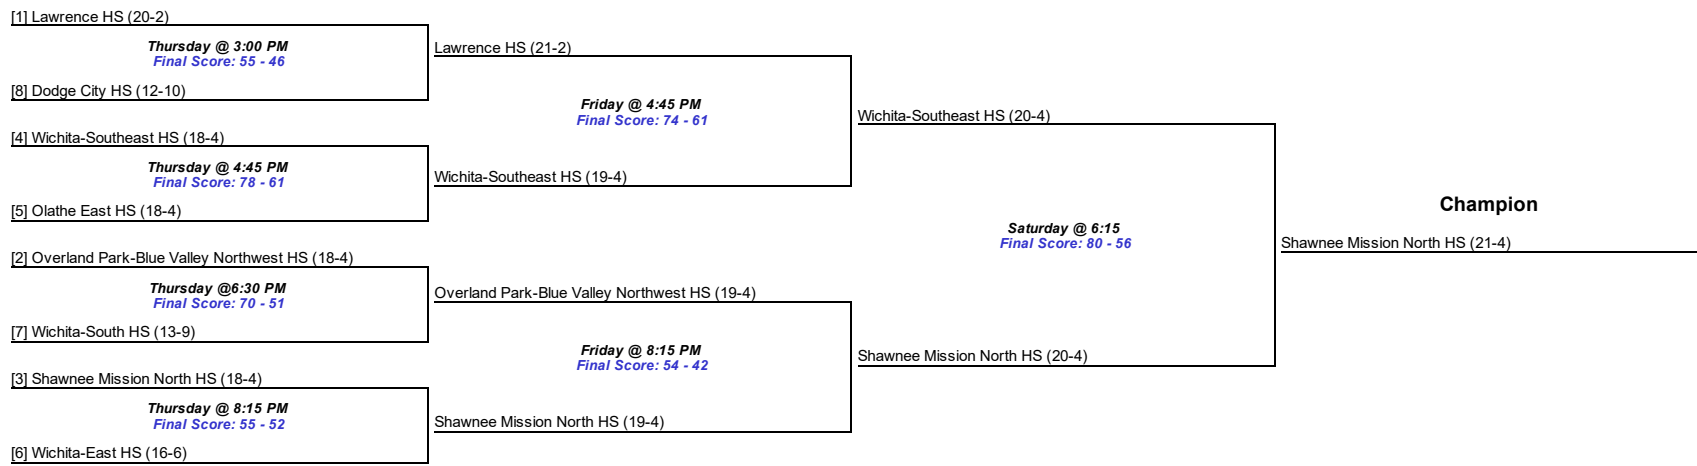 [1] Lawrence HS (20-2)
Thursday @ 3:00 PM
Final Score: 55 - 46
[8] Dodge City HS (12-10)
[4] Wichita-Southeast HS (18-4)
Thursday @ 4:45 PM
Final Score: 78 - 61
[5] Olathe East HS (18-4)
[2] Overland Park-Blue Valley Northwest HS (18-4)
Thursday @6:30 PM
Final Score: 70 - 51
[7] Wichita-South HS (13-9)
[3] Shawnee Mission North HS (18-4)
Thursday @ 8:15 PM
Final Score: 55 - 52
[6] Wichita-East HS (16-6)
Lawrence HS (21-2)
Friday @ 4:45 PM
Final Score: 74 - 61
Wichita-Southeast HS (19-4)
Overland Park-Blue Valley Northwest HS (19-4)
Friday @ 8:15 PM
Final Score: 54 - 42
Shawnee Mission North HS (19-4)
Wichita-Southeast HS (20-4)
Saturday @ 6:15
Final Score: 80 - 56
Shawnee Mission North HS (20-4)
Champion
Shawnee Mission North HS (21-4)